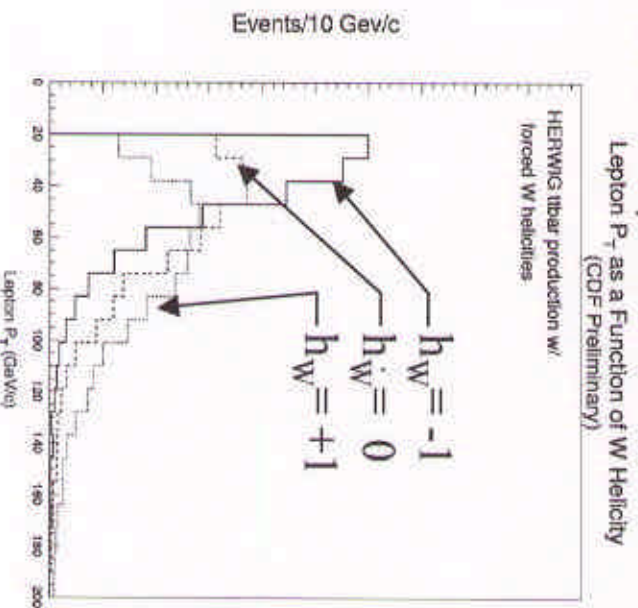 Lepton P_T as a Function of W Helicity
(CDF Preliminary)
HERWIG ttbar production w/
forced W helicities
h_W = -1
h_W = 0
h_W = +1
Events/10 Gev/c
0 20 40 60 80 100 120 140 160 180 200
Lepton P_T (GeV/c)